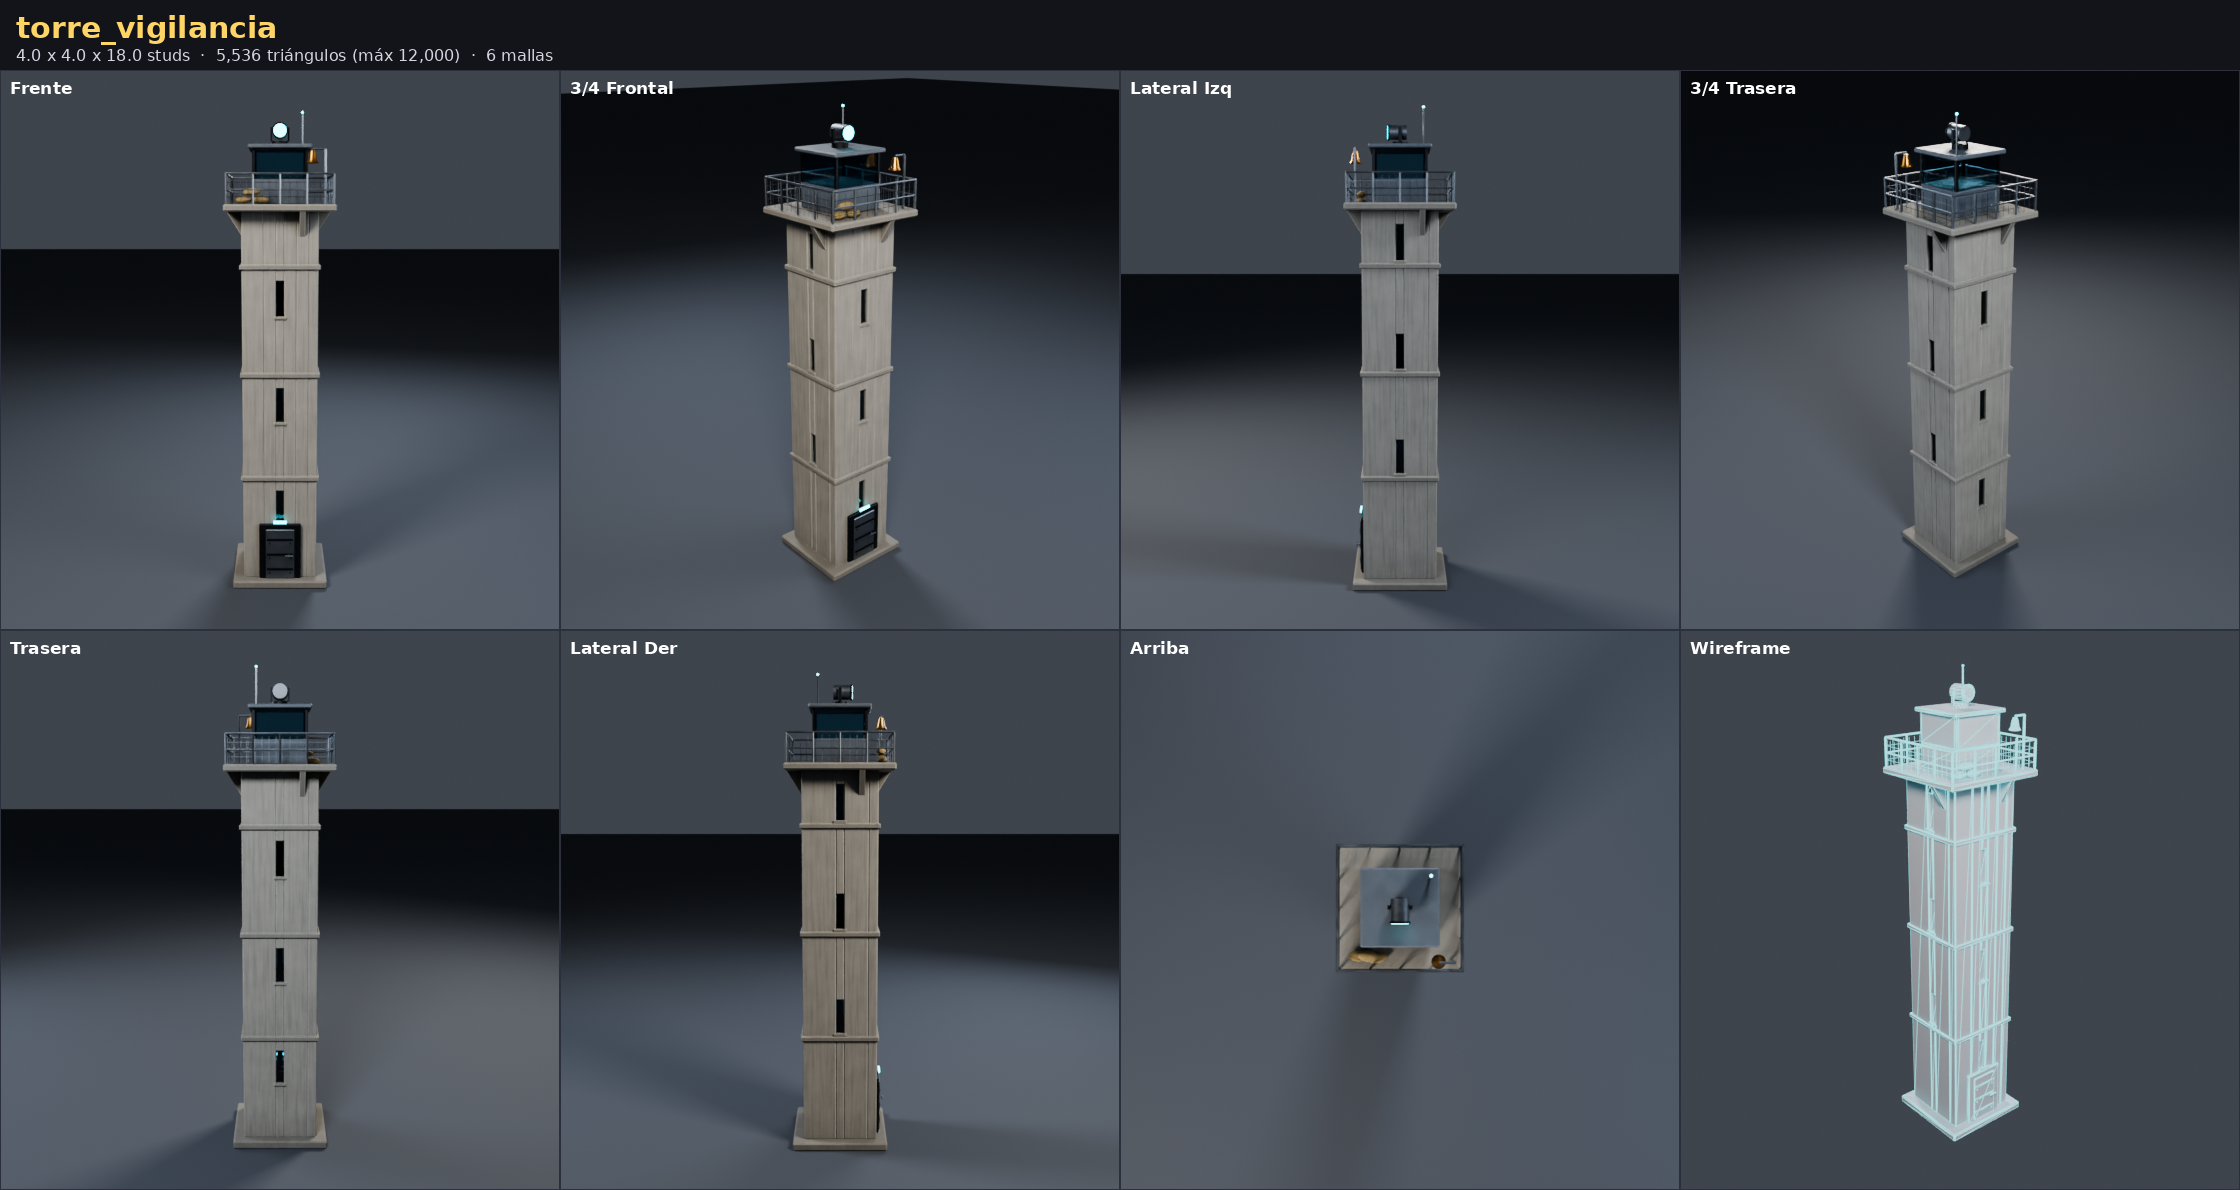 torre_vigilancia
4.0 x 4.0 x 18.0 studs · 5,536 triángulos (máx 12,000) · 6 mallas
Frente
3/4 Frontal
Lateral Izq
3/4 Trasera
Trasera
Lateral Der
Arriba
Wireframe